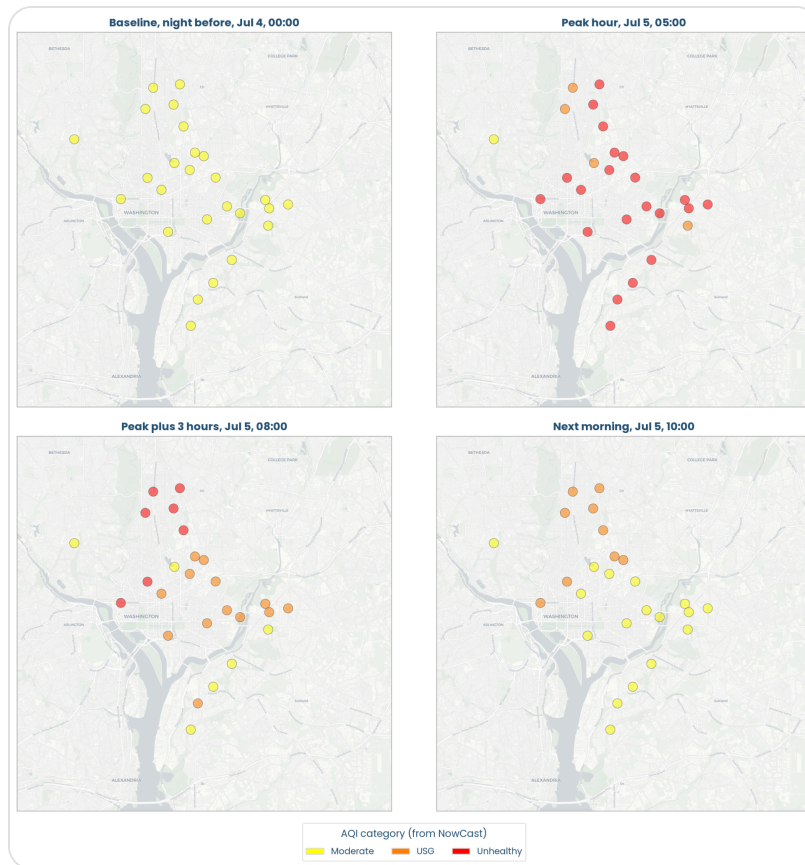 Baseline, night before, Jul 4, 00:00
Peak hour, Jul 5, 05:00
BETHESDA
COLLEGE PARK
HYATTSVILLE
ARLINGTON
WASHINGTON
ALEXANDRIA
BETHESDA
COLLEGE PARK
HYATTSVILLE
ARLINGTON
WASHINGTON
ALEXANDRIA
Peak plus 3 hours, Jul 5, 08:00
Next morning, Jul 5, 10:00
BETHESDA
COLLEGE PARK
HYATTSVILLE
ARLINGTON
WASHINGTON
ALEXANDRIA
BETHESDA
COLLEGE PARK
HYATTSVILLE
ARLINGTON
WASHINGTON
ALEXANDRIA
AQI category (from NowCast)
Moderate USG Unhealthy